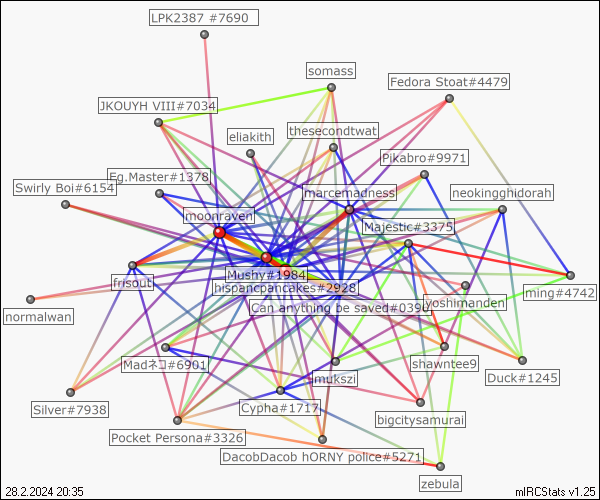 LPK2387 #7690
somass
Fedora Stoat#4479
JKOUYH VIII#7034
thesecondtwat
eliakith
Pikabro#9971
Eg.Master#1378
Swirly Boi#6154
marcemadness
neokingghidorah
moonraven
Majestic#3375
Mushy#1984
frisout
hispancpancakes#2928
ming#4742
yoshimanden
Can anything be saved#0396
normalwan
Madネコ#6901
shawntee9
mukszi
Duck#1245
Silver#7938
Cypha#1717
bigcitysamurai
Pocket Persona#3326
DacobDacob hORNY police#5271
zebula
28.2.2024 20:35
mIRCStats v1.25